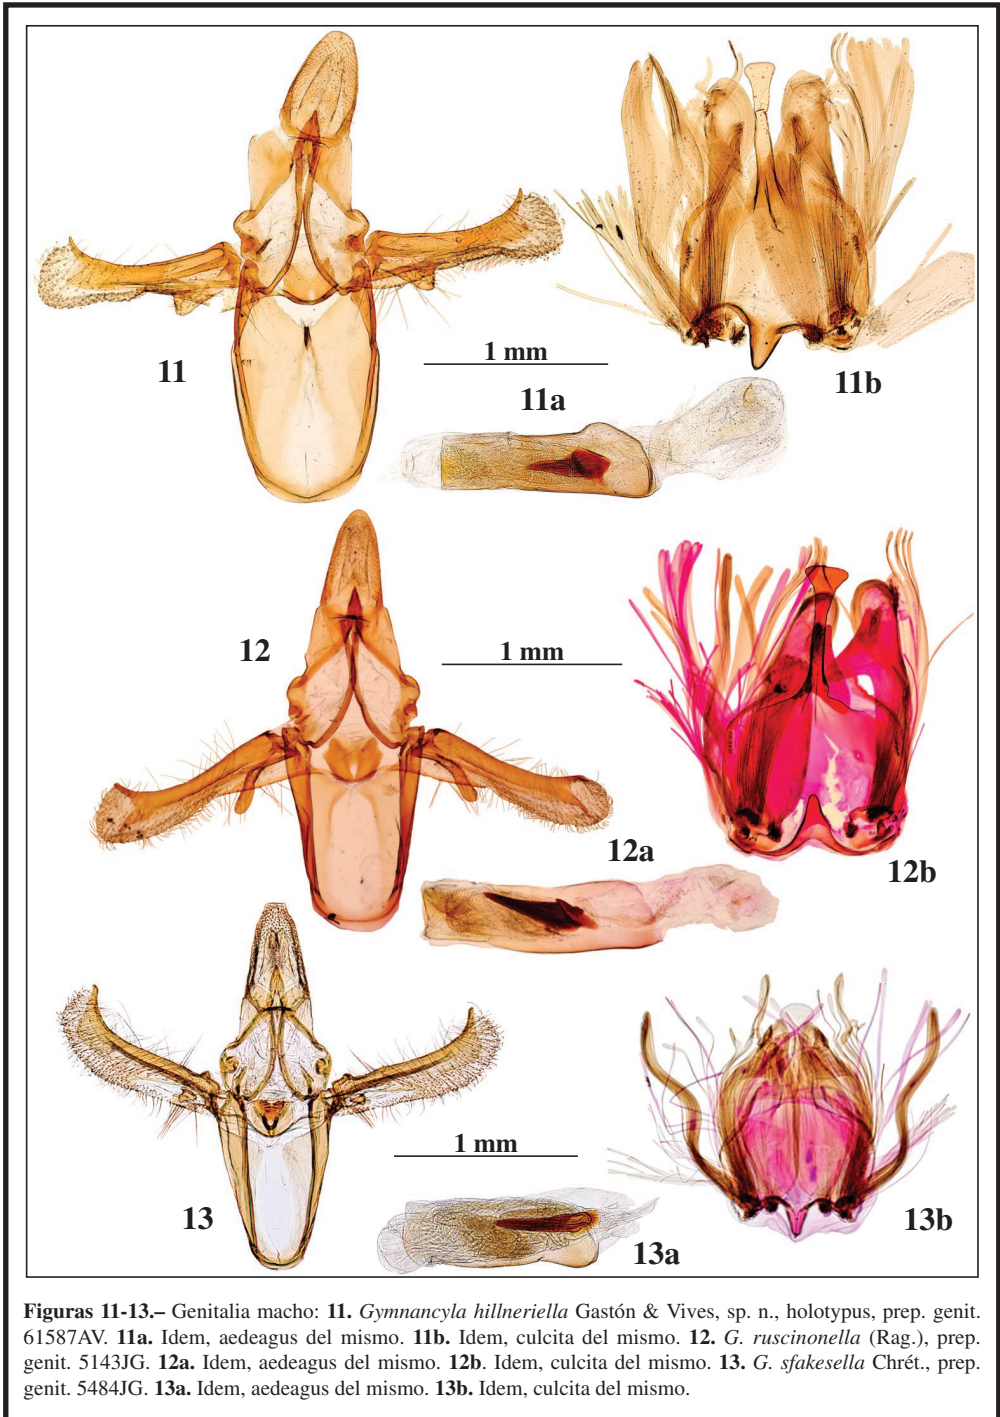 11
1 mm
11b
11a
12
1 mm
12a
12b
1 mm
13
13a
13b
Figuras 11-13.– Genitalia macho: 11. Gymnancyla hillneriella Gastón & Vives, sp. n., holotypus, prep. genit.
61587AV. 11a. Idem, aedeagus del mismo. 11b. Idem, culcita del mismo. 12. G. ruscinonella (Rag.), prep.
genit. 5143JG. 12a. Idem, aedeagus del mismo. 12b. Idem, culcita del mismo. 13. G. sfakesella Chrét., prep.
genit. 5484JG. 13a. Idem, aedeagus del mismo. 13b. Idem, culcita del mismo.